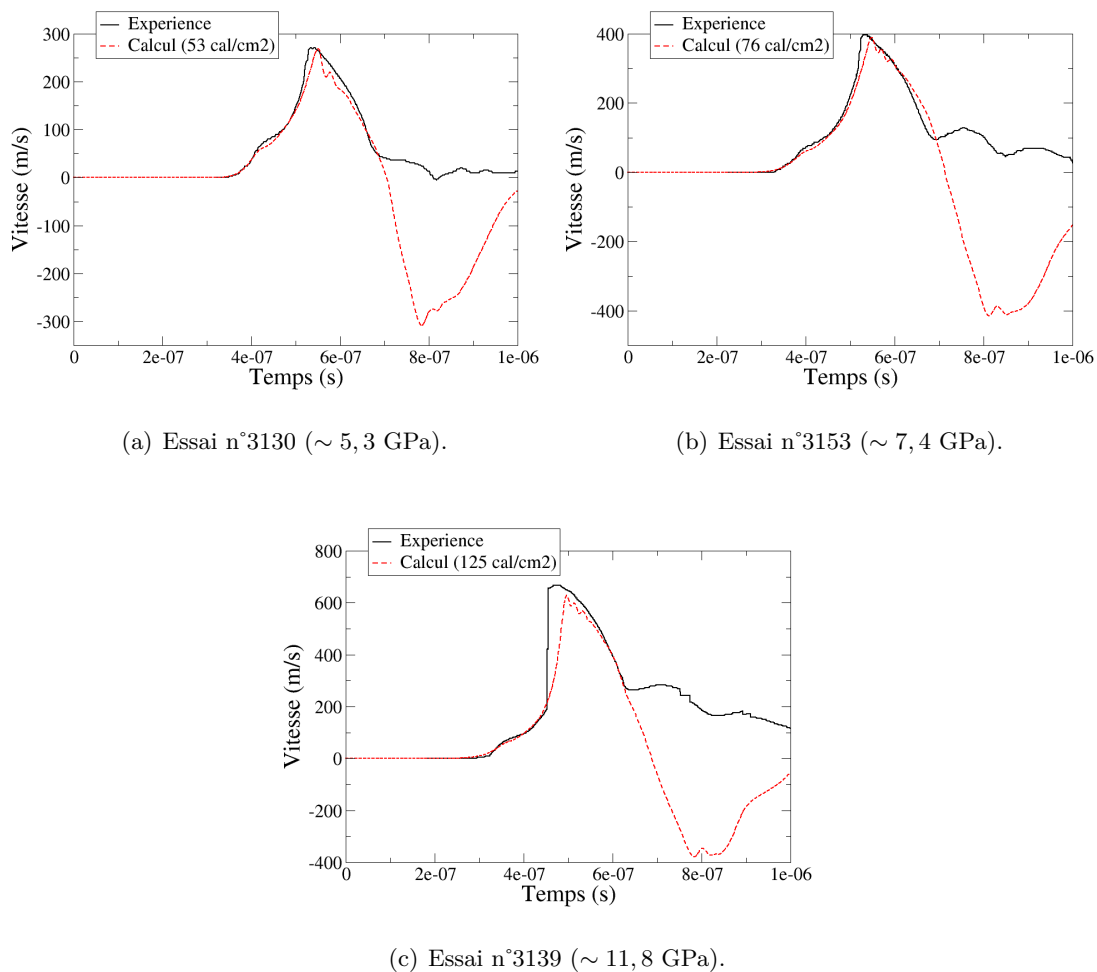 Experience
Calcul (53 cal/cm2)
300
200
100
0
-100
-200
-300
Vitesse (m/s)
0 2e-07 4e-07 6e-07 8e-07 1e-06
Temps (s)
(a) Essai n°3130 (∼ 5, 3 GPa).
Experience
Calcul (76 cal/cm2)
400
200
0
-200
-400
Vitesse (m/s)
0 2e-07 4e-07 6e-07 8e-07 1e-06
Temps (s)
(b) Essai n°3153 (∼ 7, 4 GPa).
Experience
Calcul (125 cal/cm2)
800
600
400
200
0
-200
-400
Vitesse (m/s)
0 2e-07 4e-07 6e-07 8e-07 1e-06
Temps (s)
(c) Essai n°3139 (∼ 11, 8 GPa).